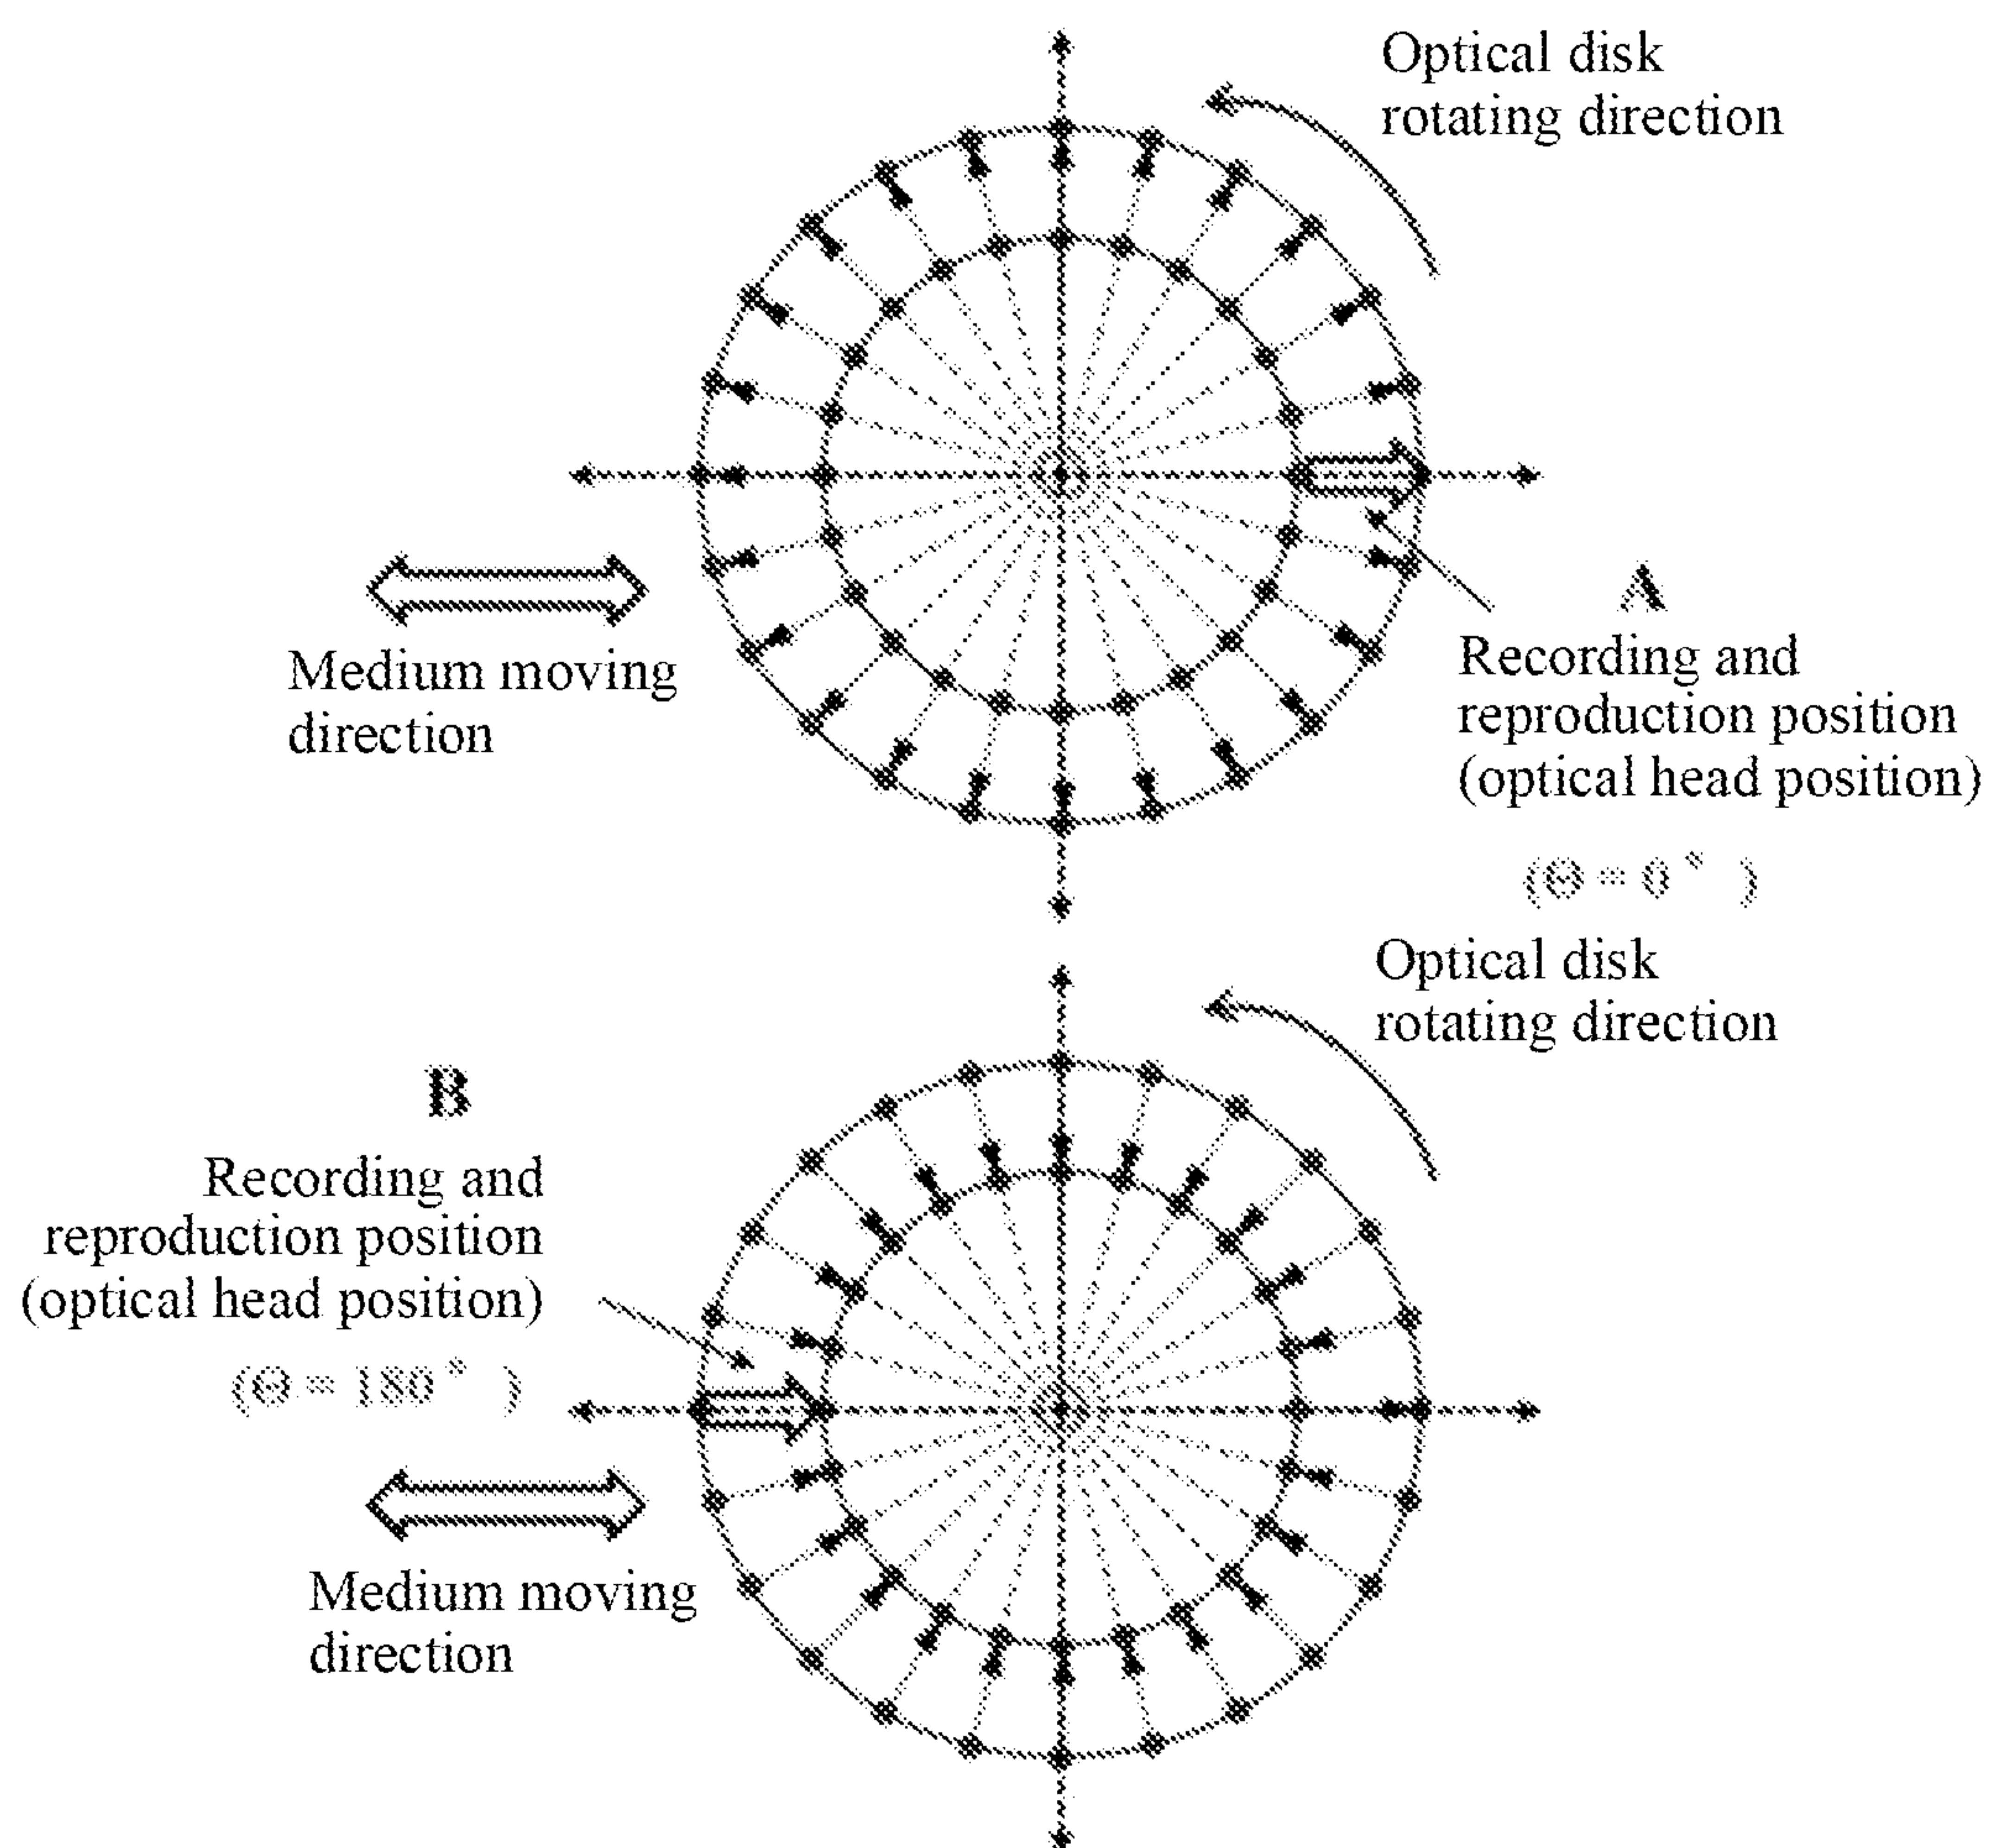 Optical disk
rotating direction
Medium moving
direction
A
Recording and
reproduction position
(optical head position)
(Θ = 0° )
Optical disk
rotating direction
B
Recording and
reproduction position
(optical head position)
(Θ = 180° )
Medium moving
direction